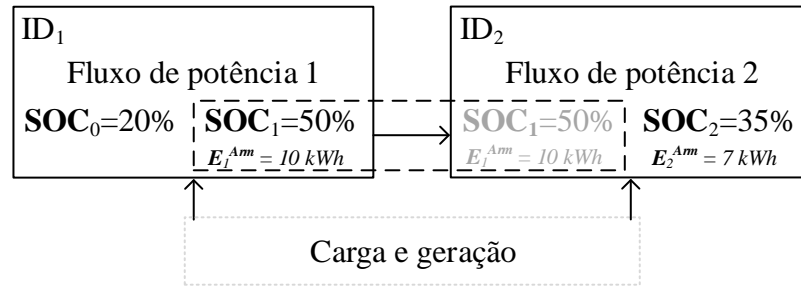 ID₁
Fluxo de potência 1
SOC₀=20%
SOC₁=50%
E₁ᴬʳᵐ = 10 kWh
ID₂
Fluxo de potência 2
SOC₁=50%
E₁ᴬʳᵐ = 10 kWh
SOC₂=35%
E₂ᴬʳᵐ = 7 kWh
Carga e geração